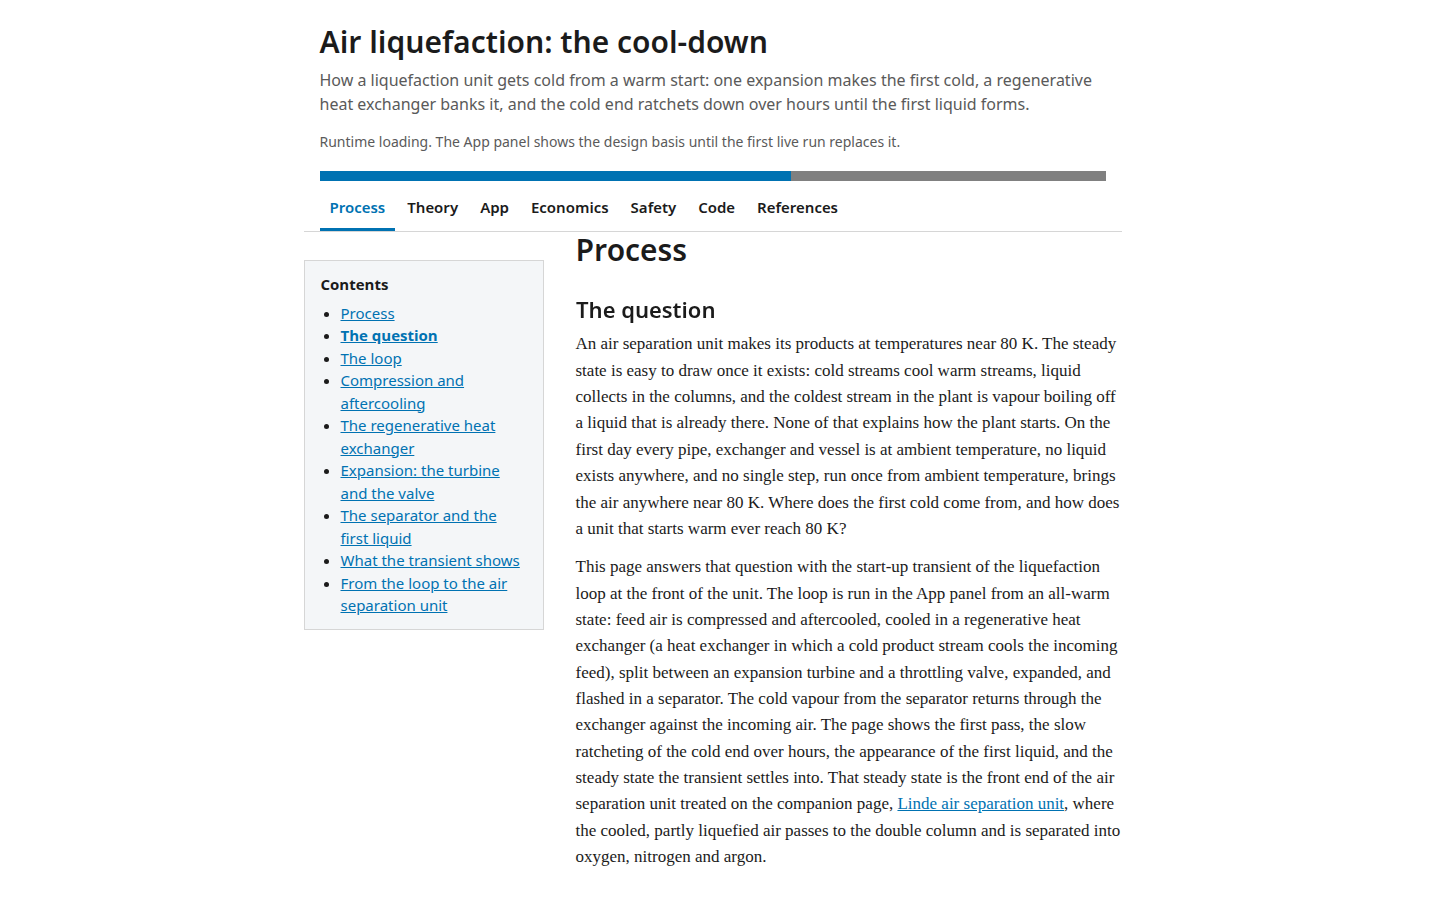 Air liquefaction: the cool-down
How a liquefaction unit gets cold from a warm start: one expansion makes the first cold, a regenerative
heat exchanger banks it, and the cold end ratchets down over hours until the first liquid forms.
Runtime loading. The App panel shows the design basis until the first live run replaces it.
Process Theory App Economics Safety Code References
Contents
Process
The question
The loop
Compression and
aftercooling
The regenerative heat
exchanger
Expansion: the turbine
and the valve
The separator and the
first liquid
What the transient shows
From the loop to the air
separation unit
Process
The question
An air separation unit makes its products at temperatures near 80 K. The steady
state is easy to draw once it exists: cold streams cool warm streams, liquid
collects in the columns, and the coldest stream in the plant is vapour boiling off
a liquid that is already there. None of that explains how the plant starts. On the
first day every pipe, exchanger and vessel is at ambient temperature, no liquid
exists anywhere, and no single step, run once from ambient temperature, brings
the air anywhere near 80 K. Where does the first cold come from, and how does
a unit that starts warm ever reach 80 K?
This page answers that question with the start-up transient of the liquefaction
loop at the front of the unit. The loop is run in the App panel from an all-warm
state: feed air is compressed and aftercooled, cooled in a regenerative heat
exchanger (a heat exchanger in which a cold product stream cools the incoming
feed), split between an expansion turbine and a throttling valve, expanded, and
flashed in a separator. The cold vapour from the separator returns through the
exchanger against the incoming air. The page shows the first pass, the slow
ratcheting of the cold end over hours, the appearance of the first liquid, and the
steady state the transient settles into. That steady state is the front end of the air
separation unit treated on the companion page, Linde air separation unit, where
the cooled, partly liquefied air passes to the double column and is separated into
oxygen, nitrogen and argon.